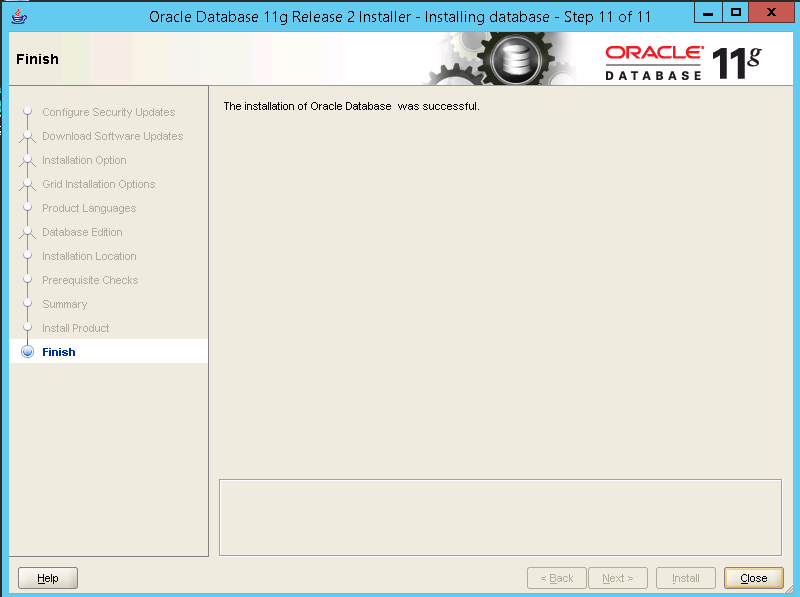 Oracle Database 11g Release 2 Installer - Installing database - Step 11 of 11
Finish
ORACLE
DATABASE 11g
Configure Security Updates
Download Software Updates
Installation Option
Grid Installation Options
Product Languages
Database Edition
Installation Location
Prerequisite Checks
Summary
Install Product
Finish
The installation of Oracle Database  was successful.
Help
< Back
Next >
Install
Close